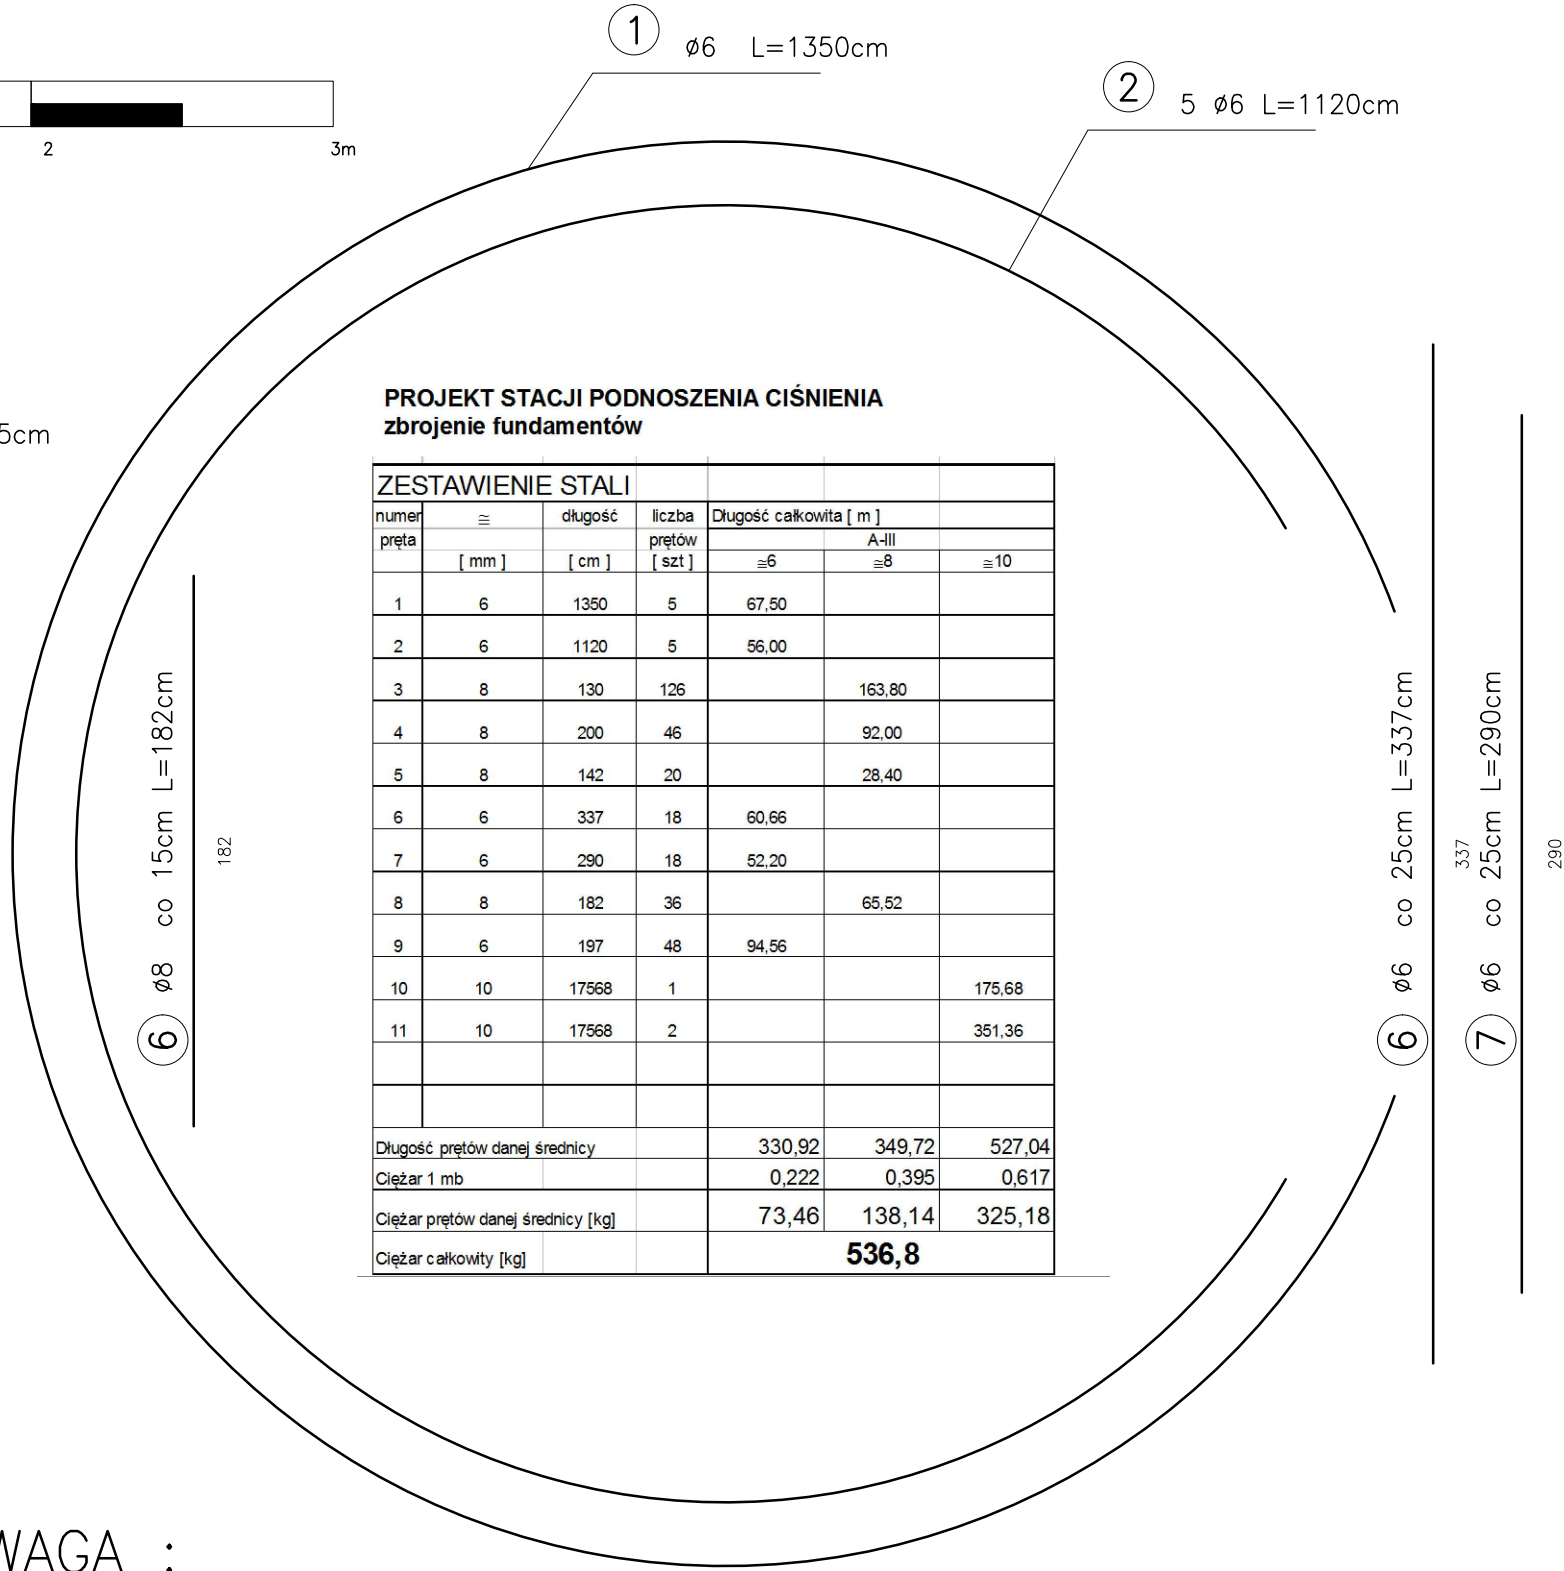 1 ø6 L=1350cm
2 5 ø6 L=1120cm
2 3m
5cm
PROJEKT STACJI PODNOSZENIA CIŚNIENIA
zbrojenie fundamentów
ZESTAWIENIE STALI
numer ≅ długość liczba Długość całkowita [ m ]
pręta prętów A-III
[ mm ] [ cm ] [ szt ] ≅6 ≅8 ≅10
1 6 1350 5 67,50
2 6 1120 5 56,00
3 8 130 126 163,80
4 8 200 46 92,00
5 8 142 20 28,40
6 6 337 18 60,66
7 6 290 18 52,20
8 8 182 36 65,52
9 6 197 48 94,56
10 10 17568 1 175,68
11 10 17568 2 351,36
Długość prętów danej średnicy 330,92 349,72 527,04
Ciężar 1 mb 0,222 0,395 0,617
Ciężar prętów danej średnicy [kg] 73,46 138,14 325,18
Ciężar całkowity [kg] 536,8
6 ø8 co 15cm L=182cm
182
6 ø6 co 25cm L=337cm
337
7 ø6 co 25cm L=290cm
290
WAGA :